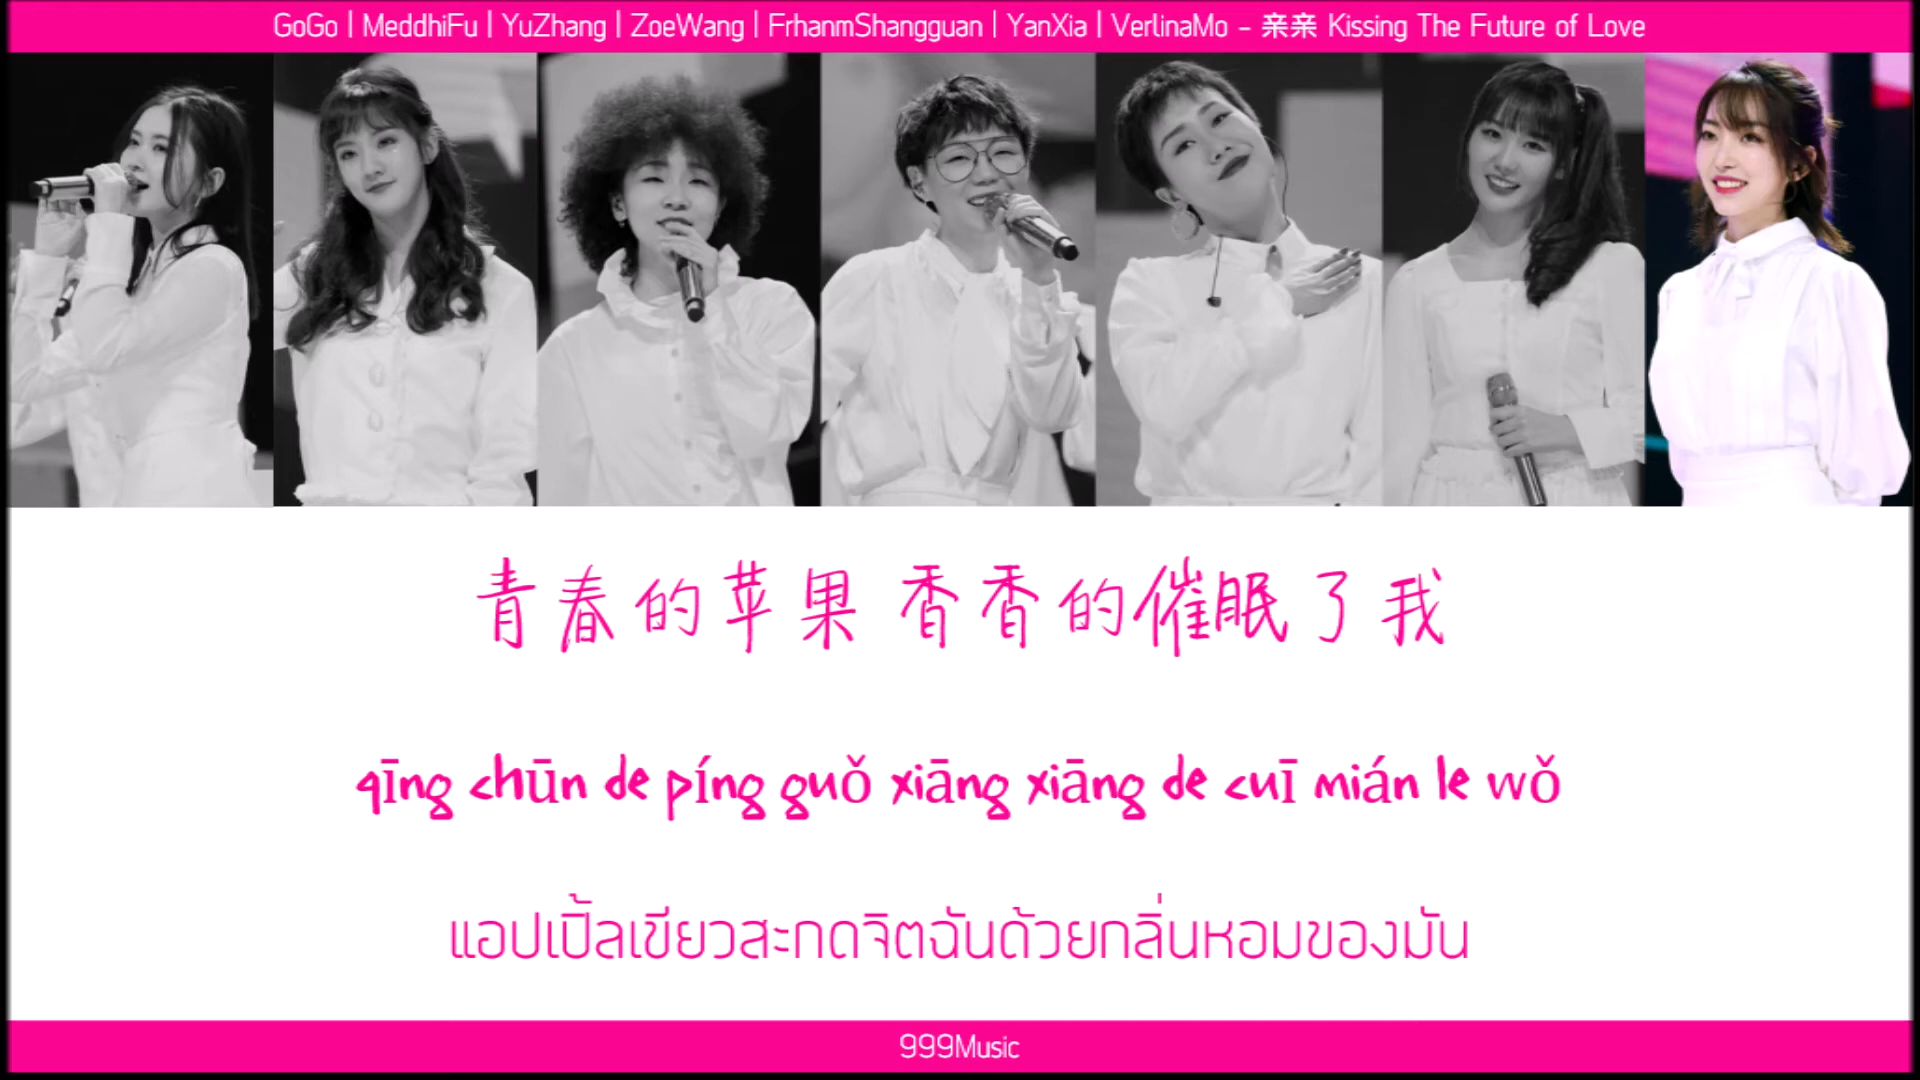 GoGo | MeddhiFu | YuZhang | ZoeWang | FrhanmShangguan | YanXia | VerlinaMo - 亲亲 Kissing The Future of Love
青春的苹果 香香的催眠了我
qīng chūn de píng guǒ xiāng xiāng de cuī mián le wǒ
แอปเปิ้ลเขียวสะกดจิตฉันด้วยกลิ่นหอมของมัน
999Music